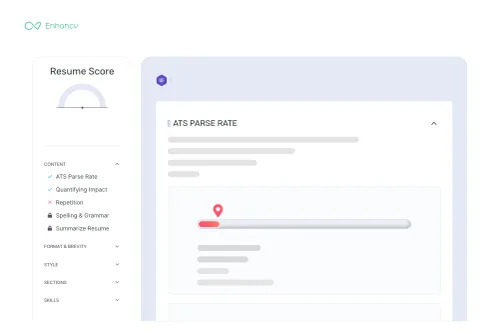 Enhancv
Resume Score
CONTENT
ATS Parse Rate
Quantifying Impact
Repetition
Spelling & Grammar
Summarize Resume
FORMAT & BREVITY
STYLE
SECTIONS
SKILLS
ATS PARSE RATE